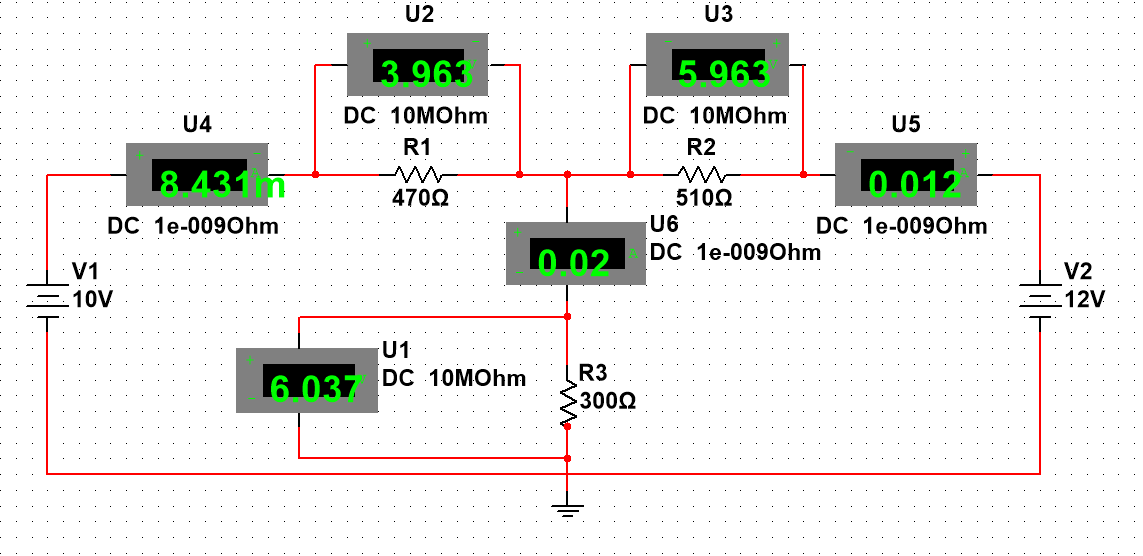 U2
U3
+ − 3.963 V
− + 5.963 V
DC 10MOhm
DC 10MOhm
U4
U5
R1
R2
+ − 8.431m A
− + 0.012 A
470Ω
510Ω
DC 1e-009Ohm
DC 1e-009Ohm
U6
+ − 0.02 A
DC 1e-009Ohm
V1
10V
V2
12V
U1
+ − 6.037 V
DC 10MOhm
R3
300Ω